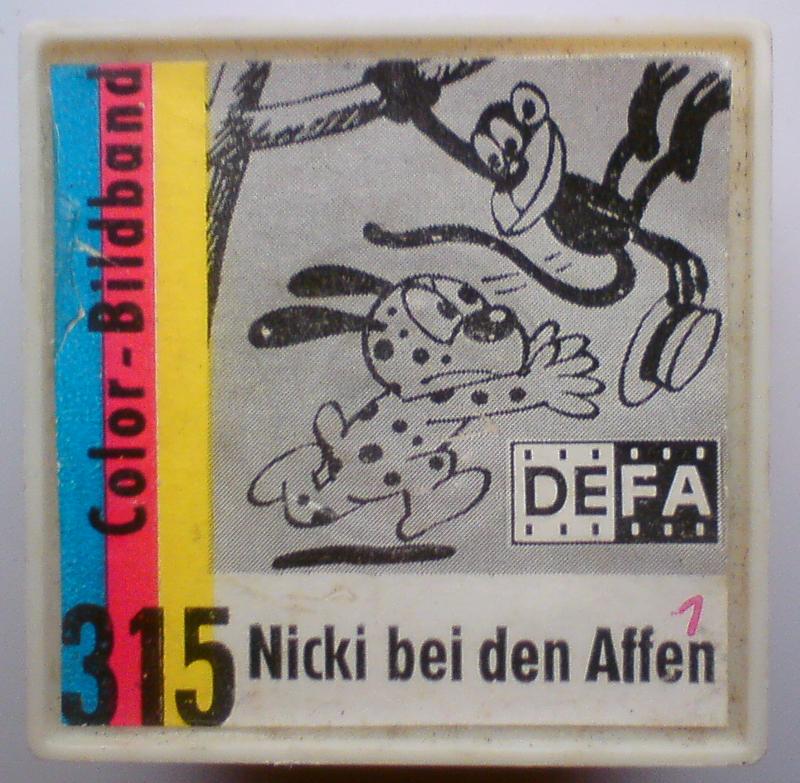 Color-Bildband
DEFA
1
315 Nicki bei den Affen